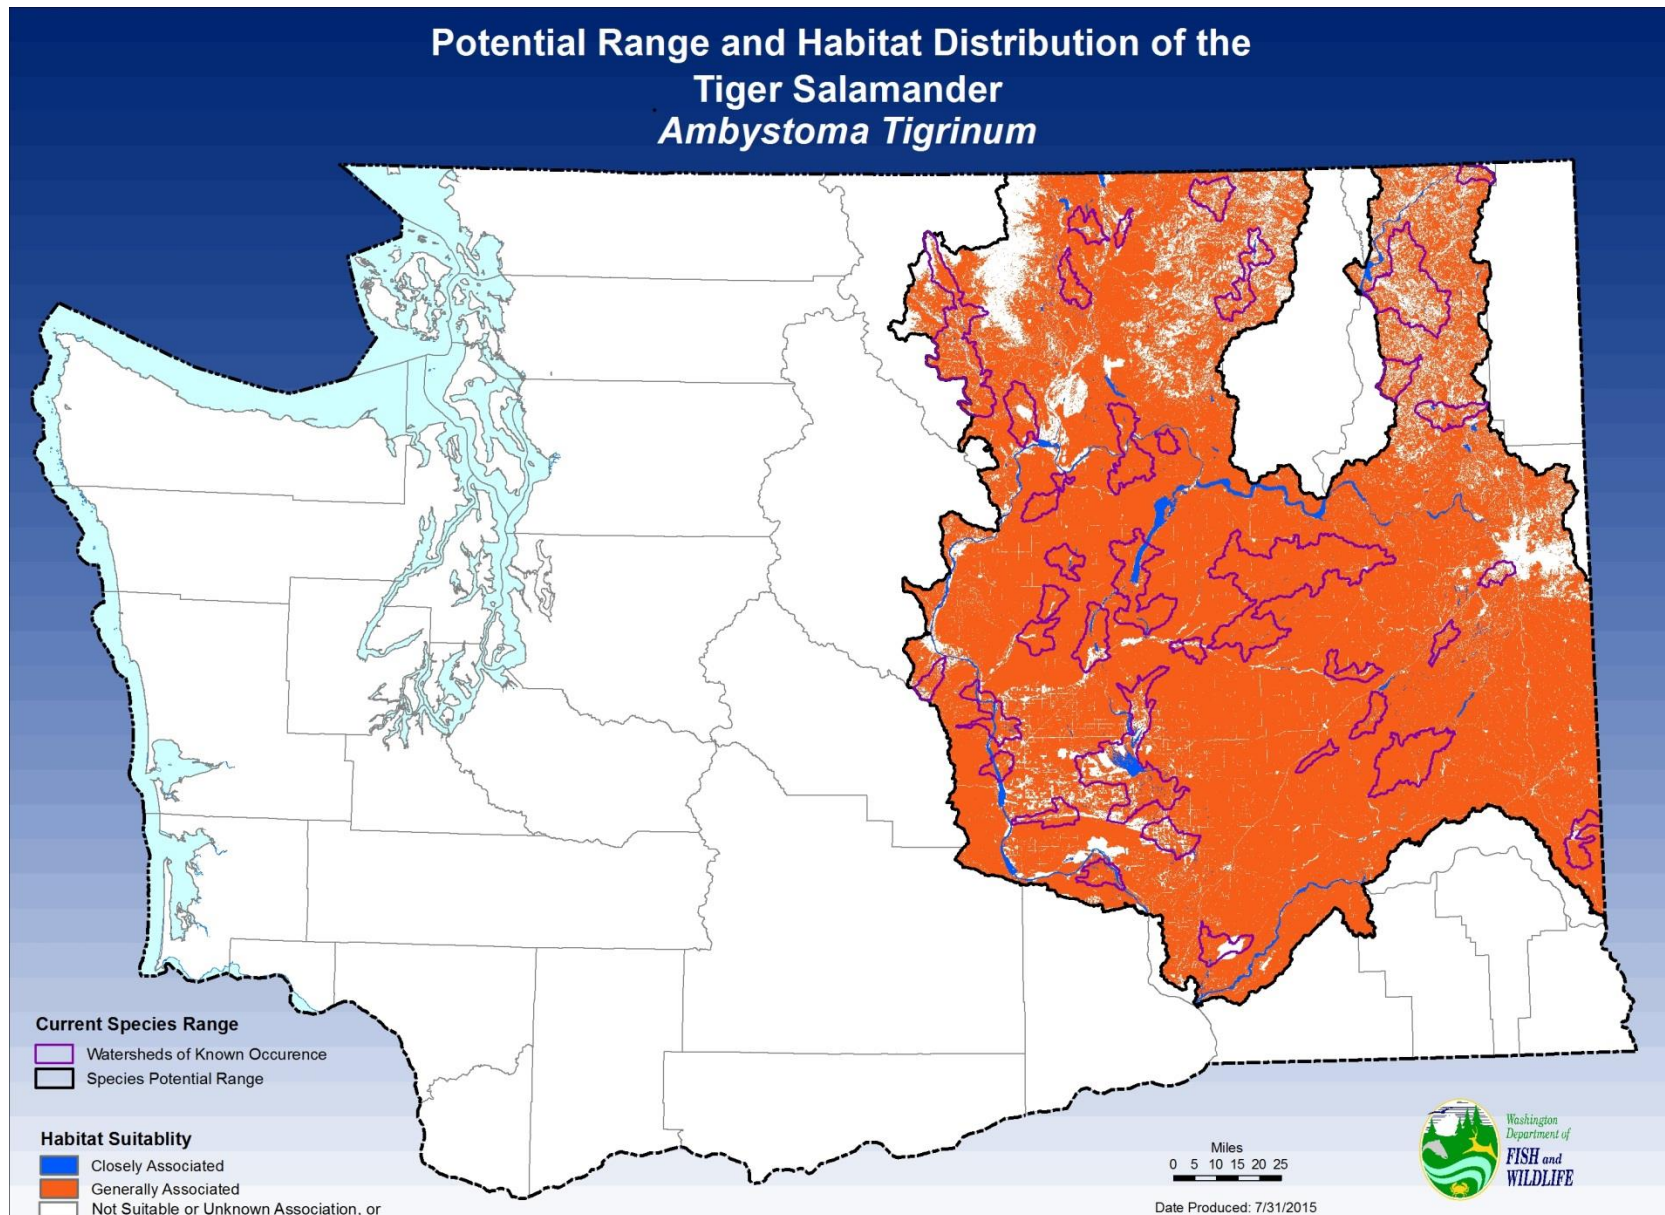 Potential Range and Habitat Distribution of the
Tiger Salamander
Ambystoma Tigrinum
Current Species Range
Watersheds of Known Occurence
Species Potential Range
Habitat Suitablity
Closely Associated
Generally Associated
Not Suitable or Unknown Association, or
Miles
0 5 10 15 20 25
Date Produced: 7/31/2015
Washington
Department of
FISH and
WILDLIFE